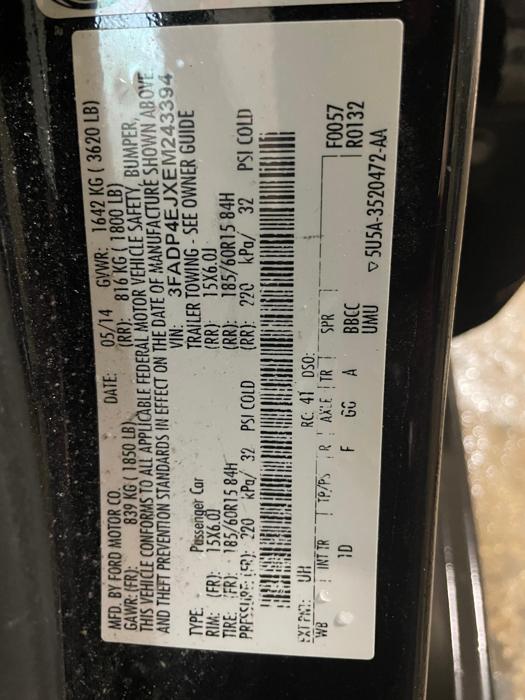 MFD. BY FORD MOTOR CO. DATE: 05/14 GVWR: 1642 KG ( 3620 LB)
GAWR: (FR): 839 KG ( 1850 LB) (RR): 816 KG ( 1800 LB)
THIS VEHICLE CONFORMS TO ALL APPLICABLE FEDERAL MOTOR VEHICLE SAFETY, BUMPER,
AND THEFT PREVENTION STANDARDS IN EFFECT ON THE DATE OF MANUFACTURE SHOWN ABOVE.
VIN: 3FADP4EJXEM243394
TYPE: Passenger Car TRAILER TOWING - SEE OWNER GUIDE
RIM: (FR): 15X6.0J (RR): 15X6.0J
TIRE: (FR): 185/60R15 84H (RR): 185/60R15 84H
PRESSURE: (FR): 220 kPa/ 32 PSI COLD (RR): 220 kPa/ 32 PSI COLD
EXT PNT: UH RC: 41 DSO: F0057
WB INT TR TP/PS R AXLE TR SPR R0132
1D F GG A BBCC
UMU
▽ 5U5A-3520472-AA